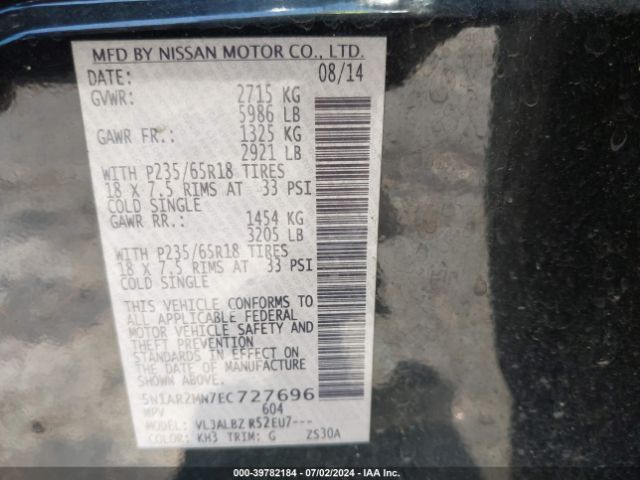 MFD BY NISSAN MOTOR CO., LTD.
DATE: 08/14
GVWR: 2715 KG
5986 LB
GAWR FR.: 1325 KG
2921 LB
WITH P235/65R18 TIRES
18 X 7.5 RIMS AT 33 PSI
COLD SINGLE
GAWR RR.: 1454 KG
3205 LB
WITH P235/65R18 TIRES
18 X 7.5 RIMS AT 33 PSI
COLD SINGLE
THIS VEHICLE CONFORMS TO
ALL APPLICABLE FEDERAL
MOTOR VEHICLE SAFETY AND
THEFT PREVENTION
STANDARDS IN EFFECT ON
THE DATE OF MANUFACTURE
SHOWN ABOVE.
5N1AR2MN7EC727696
MPV 604
MODEL: VLJALBZ R52EU7---
COLOR: KH3 TRIM: G ZS30A
IAA - 39782184 | 07/02/2024 | IAA Inc.